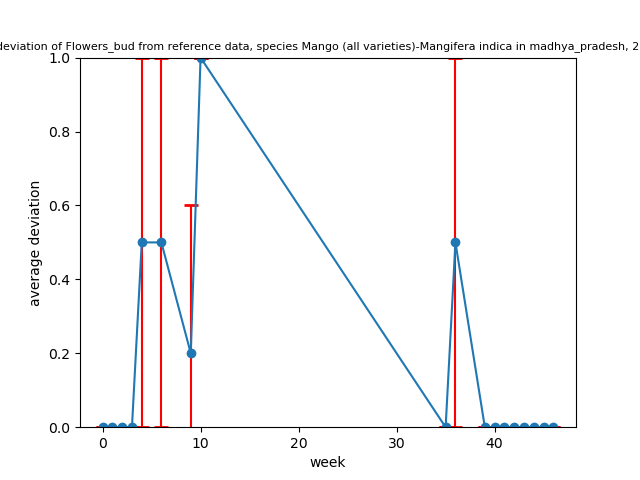 deviation of Flowers_bud from reference data, species Mango (all varieties)-Mangifera indica in madhya_pradesh, 2
1.0
0.8
0.6
0.4
0.2
0.0
average deviation
0 10 20 30 40
week